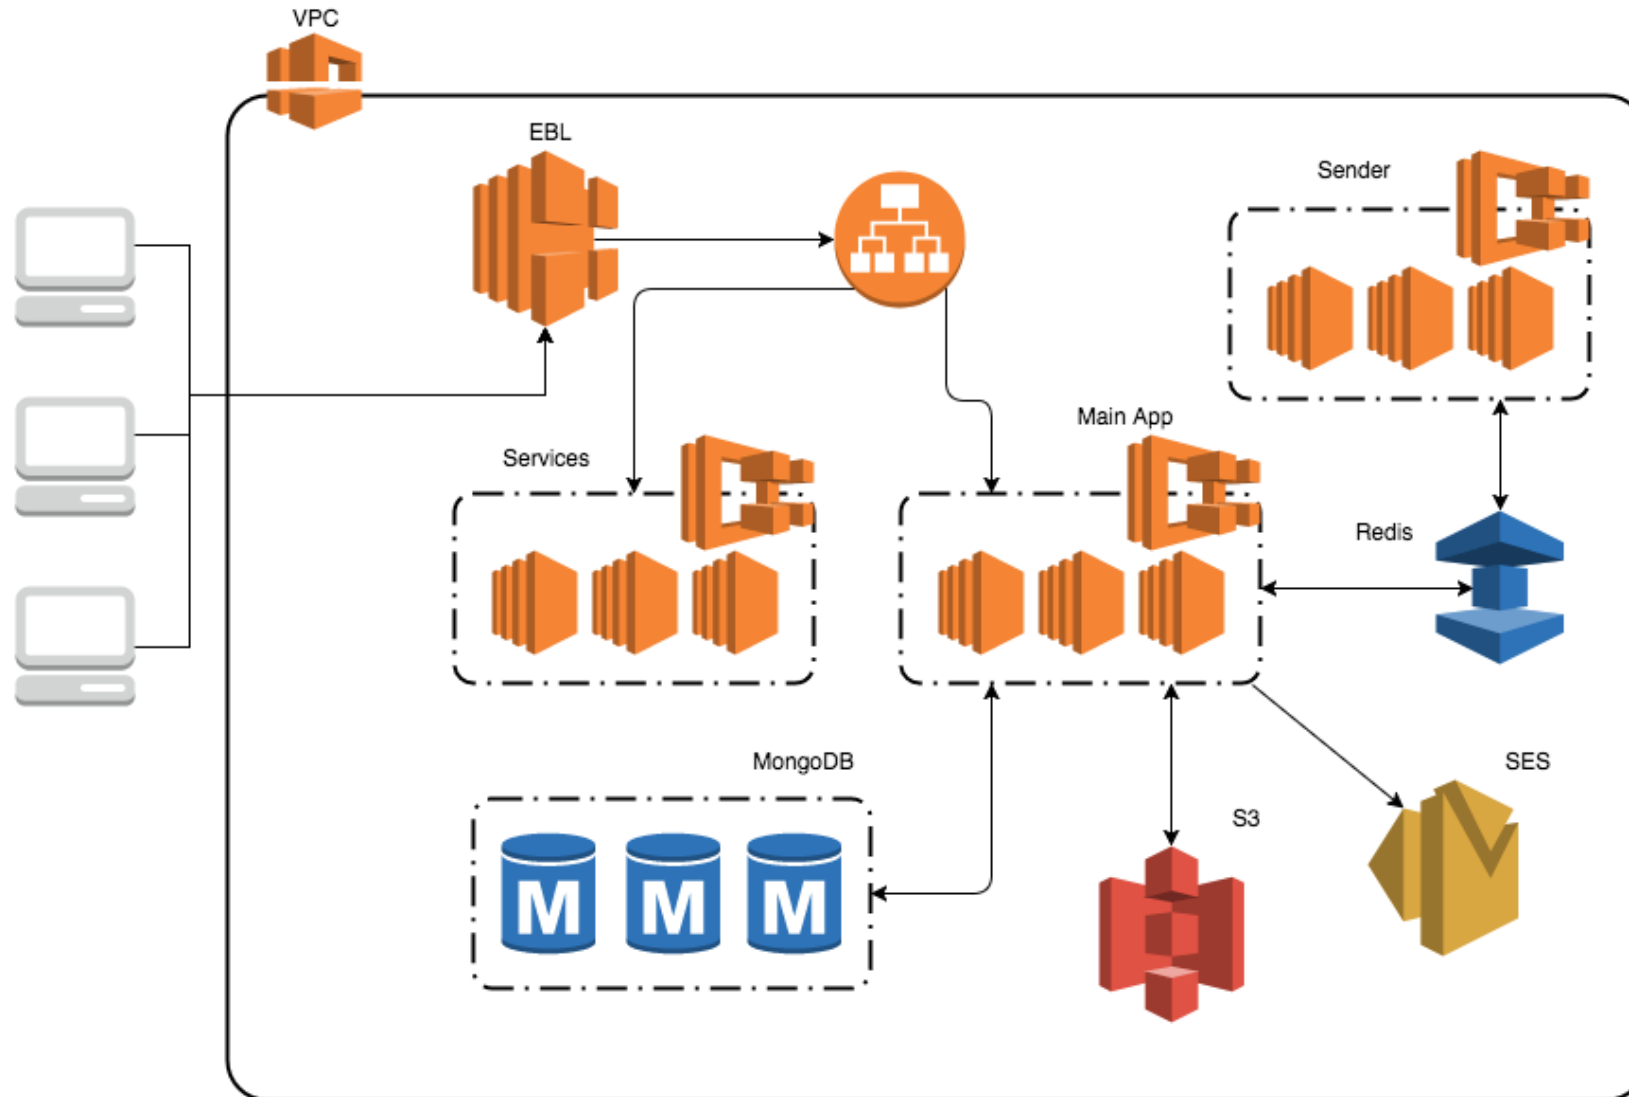 VPC
EBL
Sender
Main App
Services
Redis
MongoDB
SES
S3
M
M
M